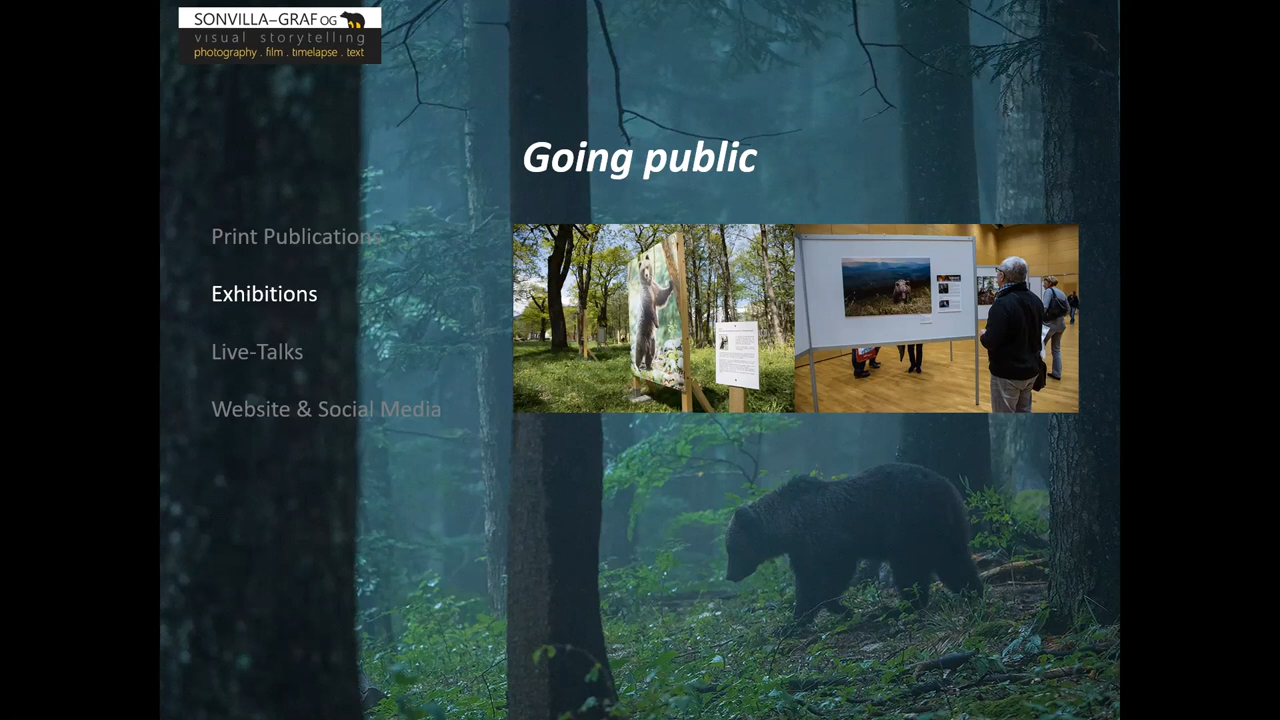 SONVILLA–GRAF OG
visual storytelling
photography . film . timelapse . text
Going public
Print Publications
Exhibitions
Live-Talks
Website & Social Media